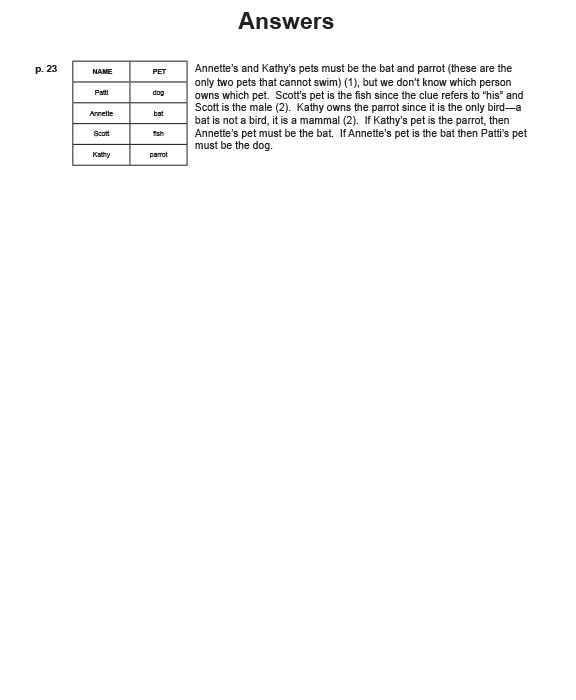 Answers
p. 23
NAME PET
Patti dog
Annette bat
Scott fish
Kathy parrot
Annette's and Kathy's pets must be the bat and parrot (these are the
only two pets that cannot swim) (1), but we don't know which person
owns which pet.  Scott's pet is the fish since the clue refers to "his" and
Scott is the male (2).  Kathy owns the parrot since it is the only bird—a
bat is not a bird, it is a mammal (2).  If Kathy's pet is the parrot, then
Annette's pet must be the bat.  If Annette's pet is the bat then Patti's pet
must be the dog.